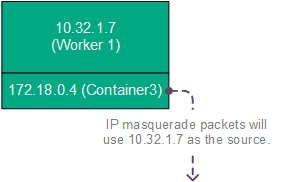 10.32.1.7
(Worker 1)
172.18.0.4 (Container3)
IP masquerade packets will
use 10.32.1.7 as the source.